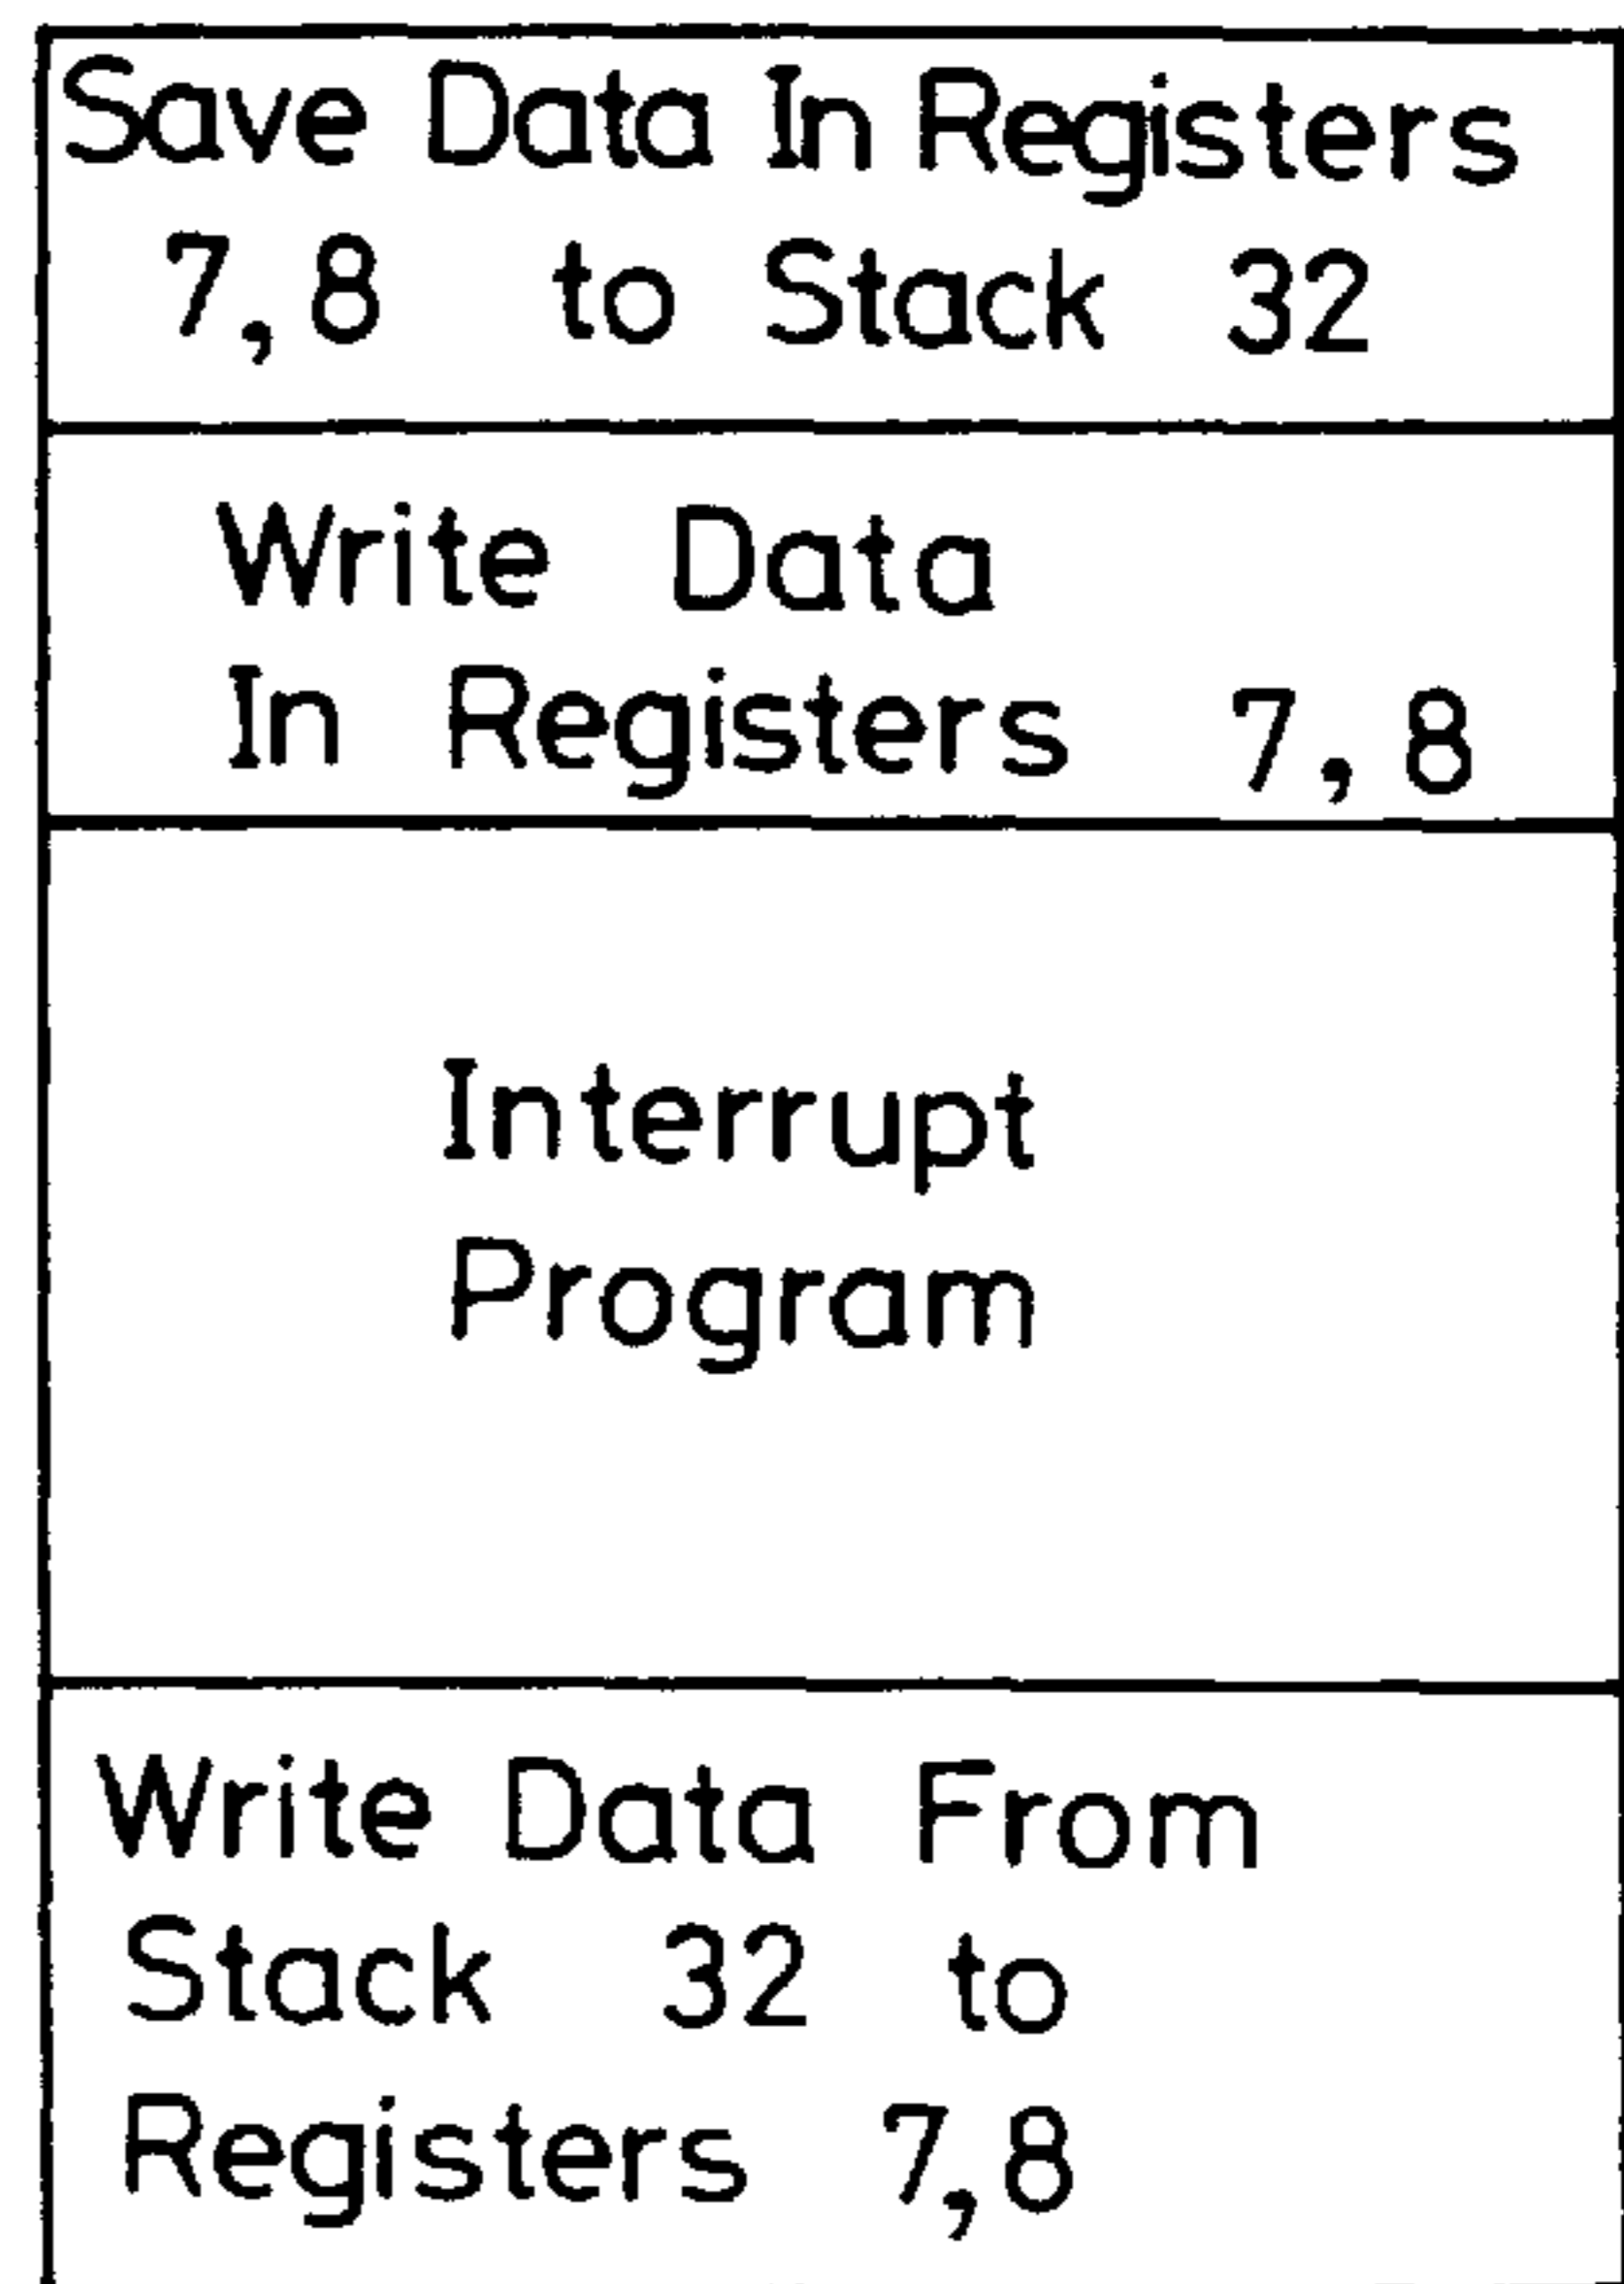 Save Data In Registers
7,8 to Stack 32
Write Data
In Registers 7,8
Interrupt
Program
Write Data From
Stack 32 to
Registers 7,8